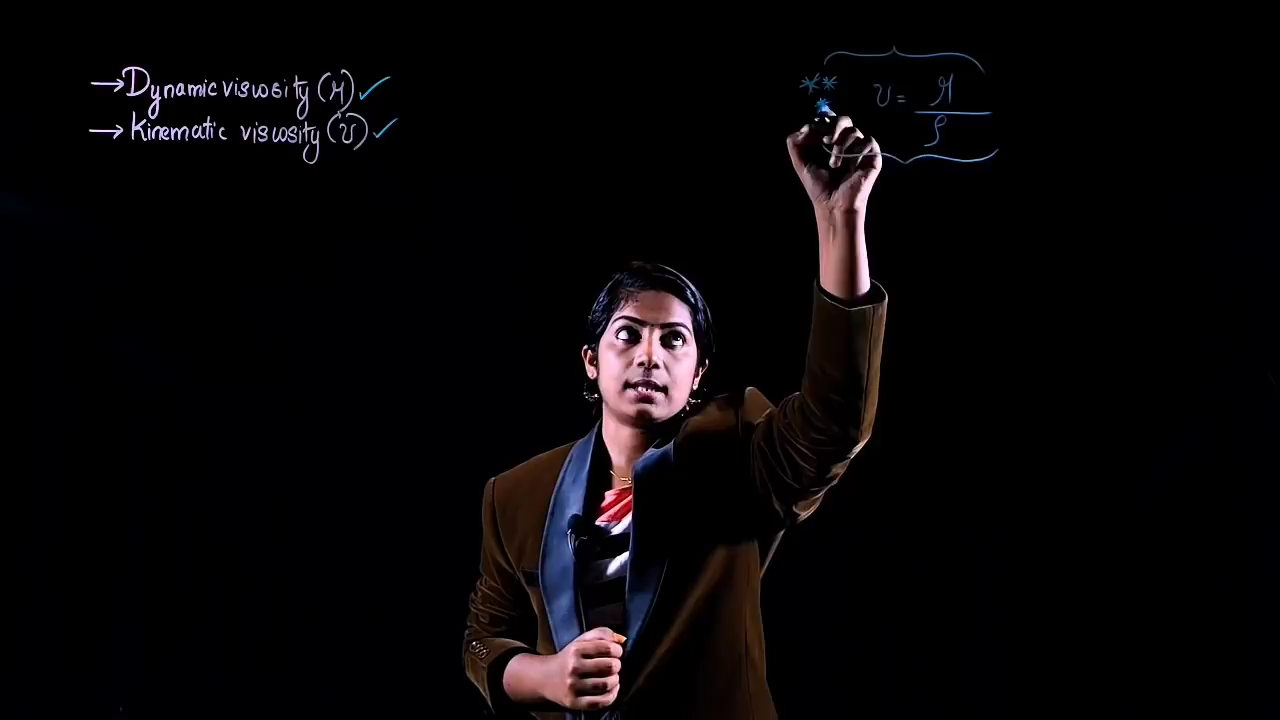 → Dynamic viscosity (μ) ✓
→ Kinematic viscosity (υ) ✓
*** υ = μ / ρ